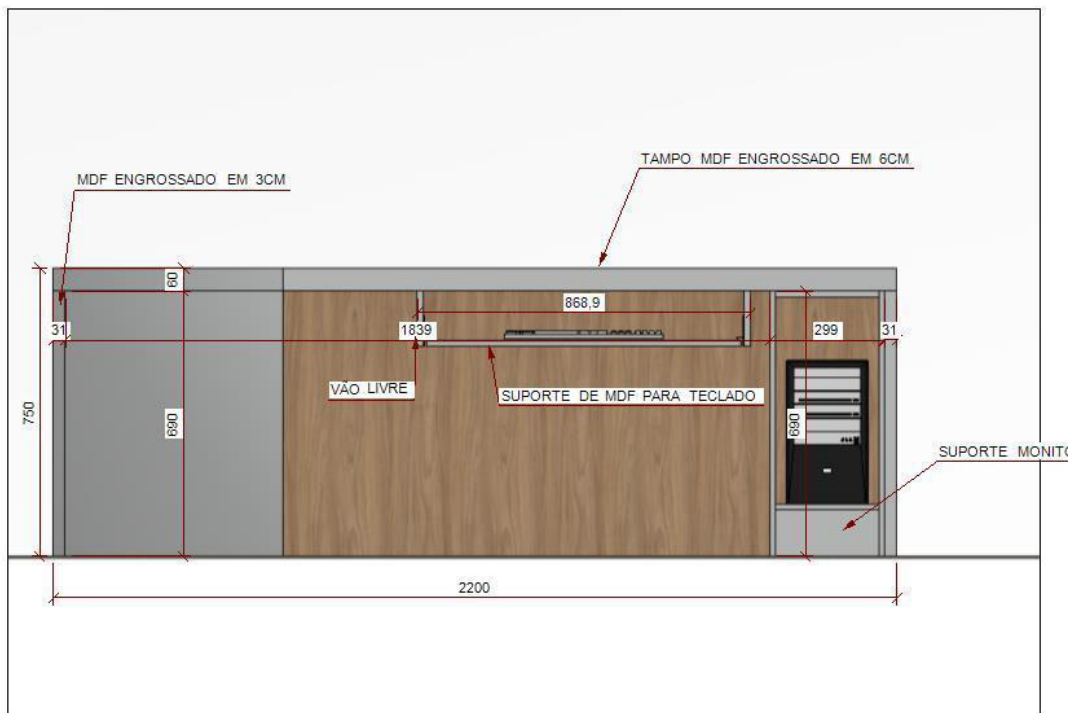 TAMPO MDF ENGROSSADO EM 6CM
MDF ENGROSSADO EM 3CM
60
868,9
31
1839
299
31
VÃO LIVRE
SUPORTE DE MDF PARA TECLADO
750
690
690
SUPORTE MONITO
2200